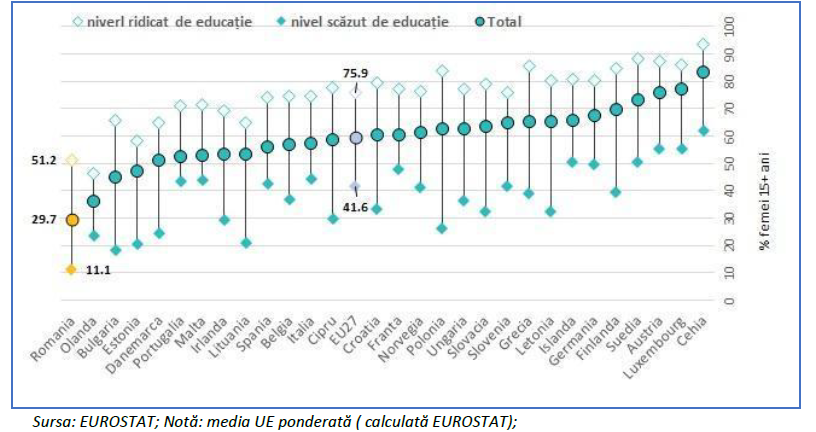 niverl ridicat de educație
nivel scăzut de educație
Total
100
90
80
70
60
50
40
30
20
10
0
% femei 15+ ani
75.9
51.2
41.6
29.7
11.1
Romania
Olanda
Bulgaria
Estonia
Danemarca
Portugalia
Malta
Irlanda
Lituania
Spania
Belgia
Italia
Cipru
EU27
Croatia
Franta
Norvegia
Polonia
Ungaria
Slovacia
Slovenia
Grecia
Letonia
Islanda
Germania
Finlanda
Suedia
Austria
Luxembourg
Cehia
Sursa: EUROSTAT; Notă: media UE ponderată ( calculată EUROSTAT);